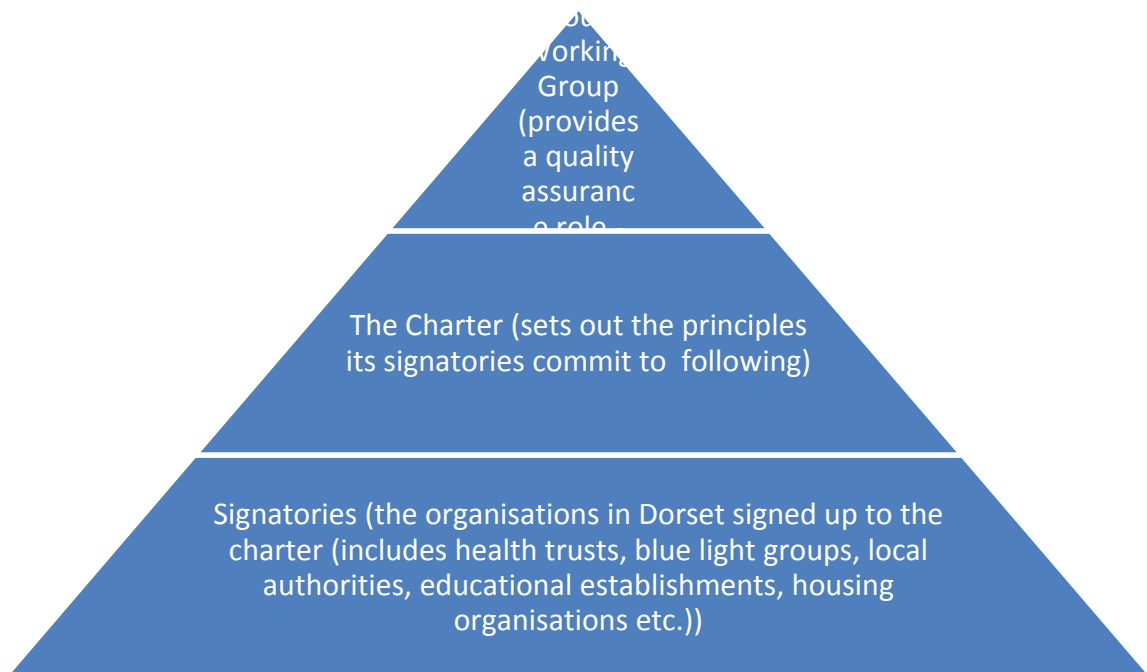 Working
Group
(provides
a quality
assuranc
e role -
The Charter (sets out the principles
its signatories commit to  following)
Signatories (the organisations in Dorset signed up to the
charter (includes health trusts, blue light groups, local
authorities, educational establishments, housing
organisations etc.))